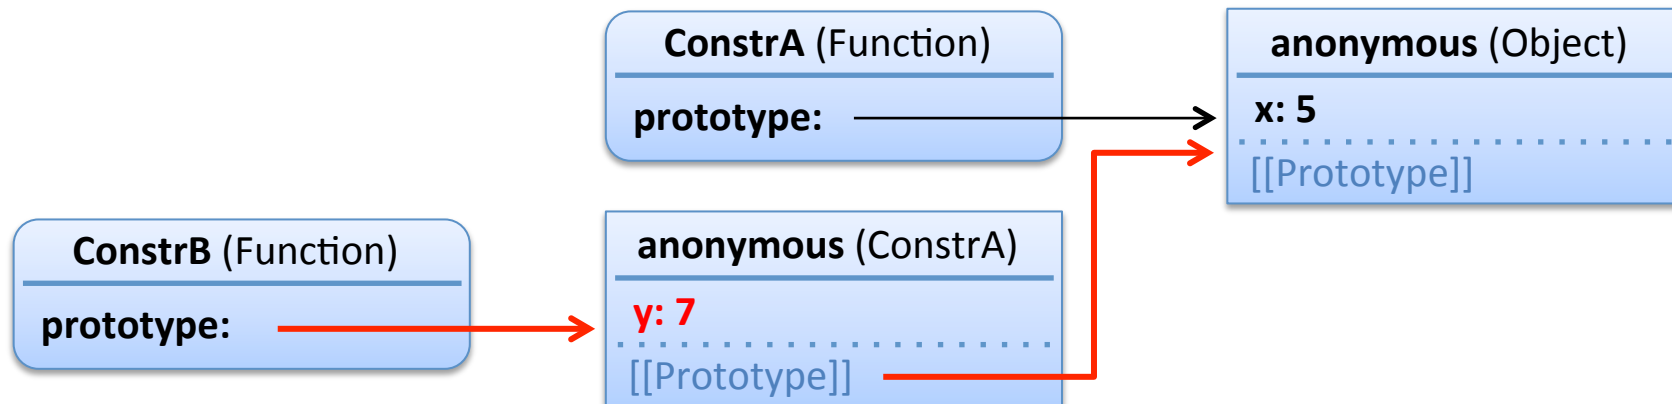 ConstrA (Function)
prototype:
anonymous (Object)
x: 5
[[Prototype]]
ConstrB (Function)
prototype:
anonymous (ConstrA)
y: 7
[[Prototype]]